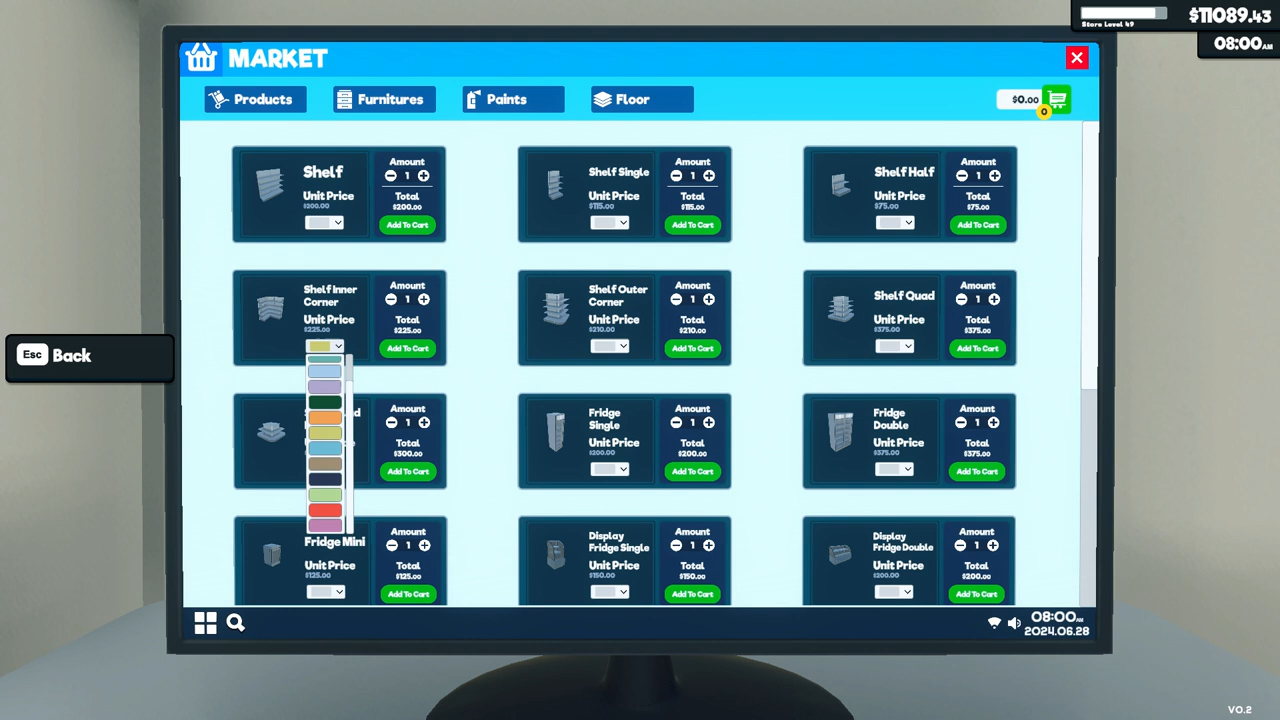 $11089.43
Store Level 49
08:00AM
MARKET
Products
Furnitures
Paints
Floor
$0.00
0
Shelf
Unit Price
$200.00
Amount
1
Total
$200.00
Add To Cart
Shelf Single
Unit Price
$115.00
Amount
1
Total
$115.00
Add To Cart
Shelf Half
Unit Price
$75.00
Amount
1
Total
$75.00
Add To Cart
Shelf Inner
Corner
Unit Price
$225.00
Amount
1
Total
$225.00
Add To Cart
Shelf Outer
Corner
Unit Price
$210.00
Amount
1
Total
$210.00
Add To Cart
Shelf Quad
Unit Price
$375.00
Amount
1
Total
$375.00
Add To Cart
Esc Back
Amount
1
Total
$300.00
Add To Cart
Fridge
Single
Unit Price
$200.00
Amount
1
Total
$200.00
Add To Cart
Fridge
Double
Unit Price
$375.00
Amount
1
Total
$375.00
Add To Cart
Fridge Mini
Unit Price
$125.00
Amount
1
Total
$125.00
Add To Cart
Display
Fridge Single
Unit Price
$150.00
Amount
1
Total
$150.00
Add To Cart
Display
Fridge Double
Unit Price
$200.00
Amount
1
Total
$200.00
Add To Cart
08:00AM
2024.06.28
V0.2